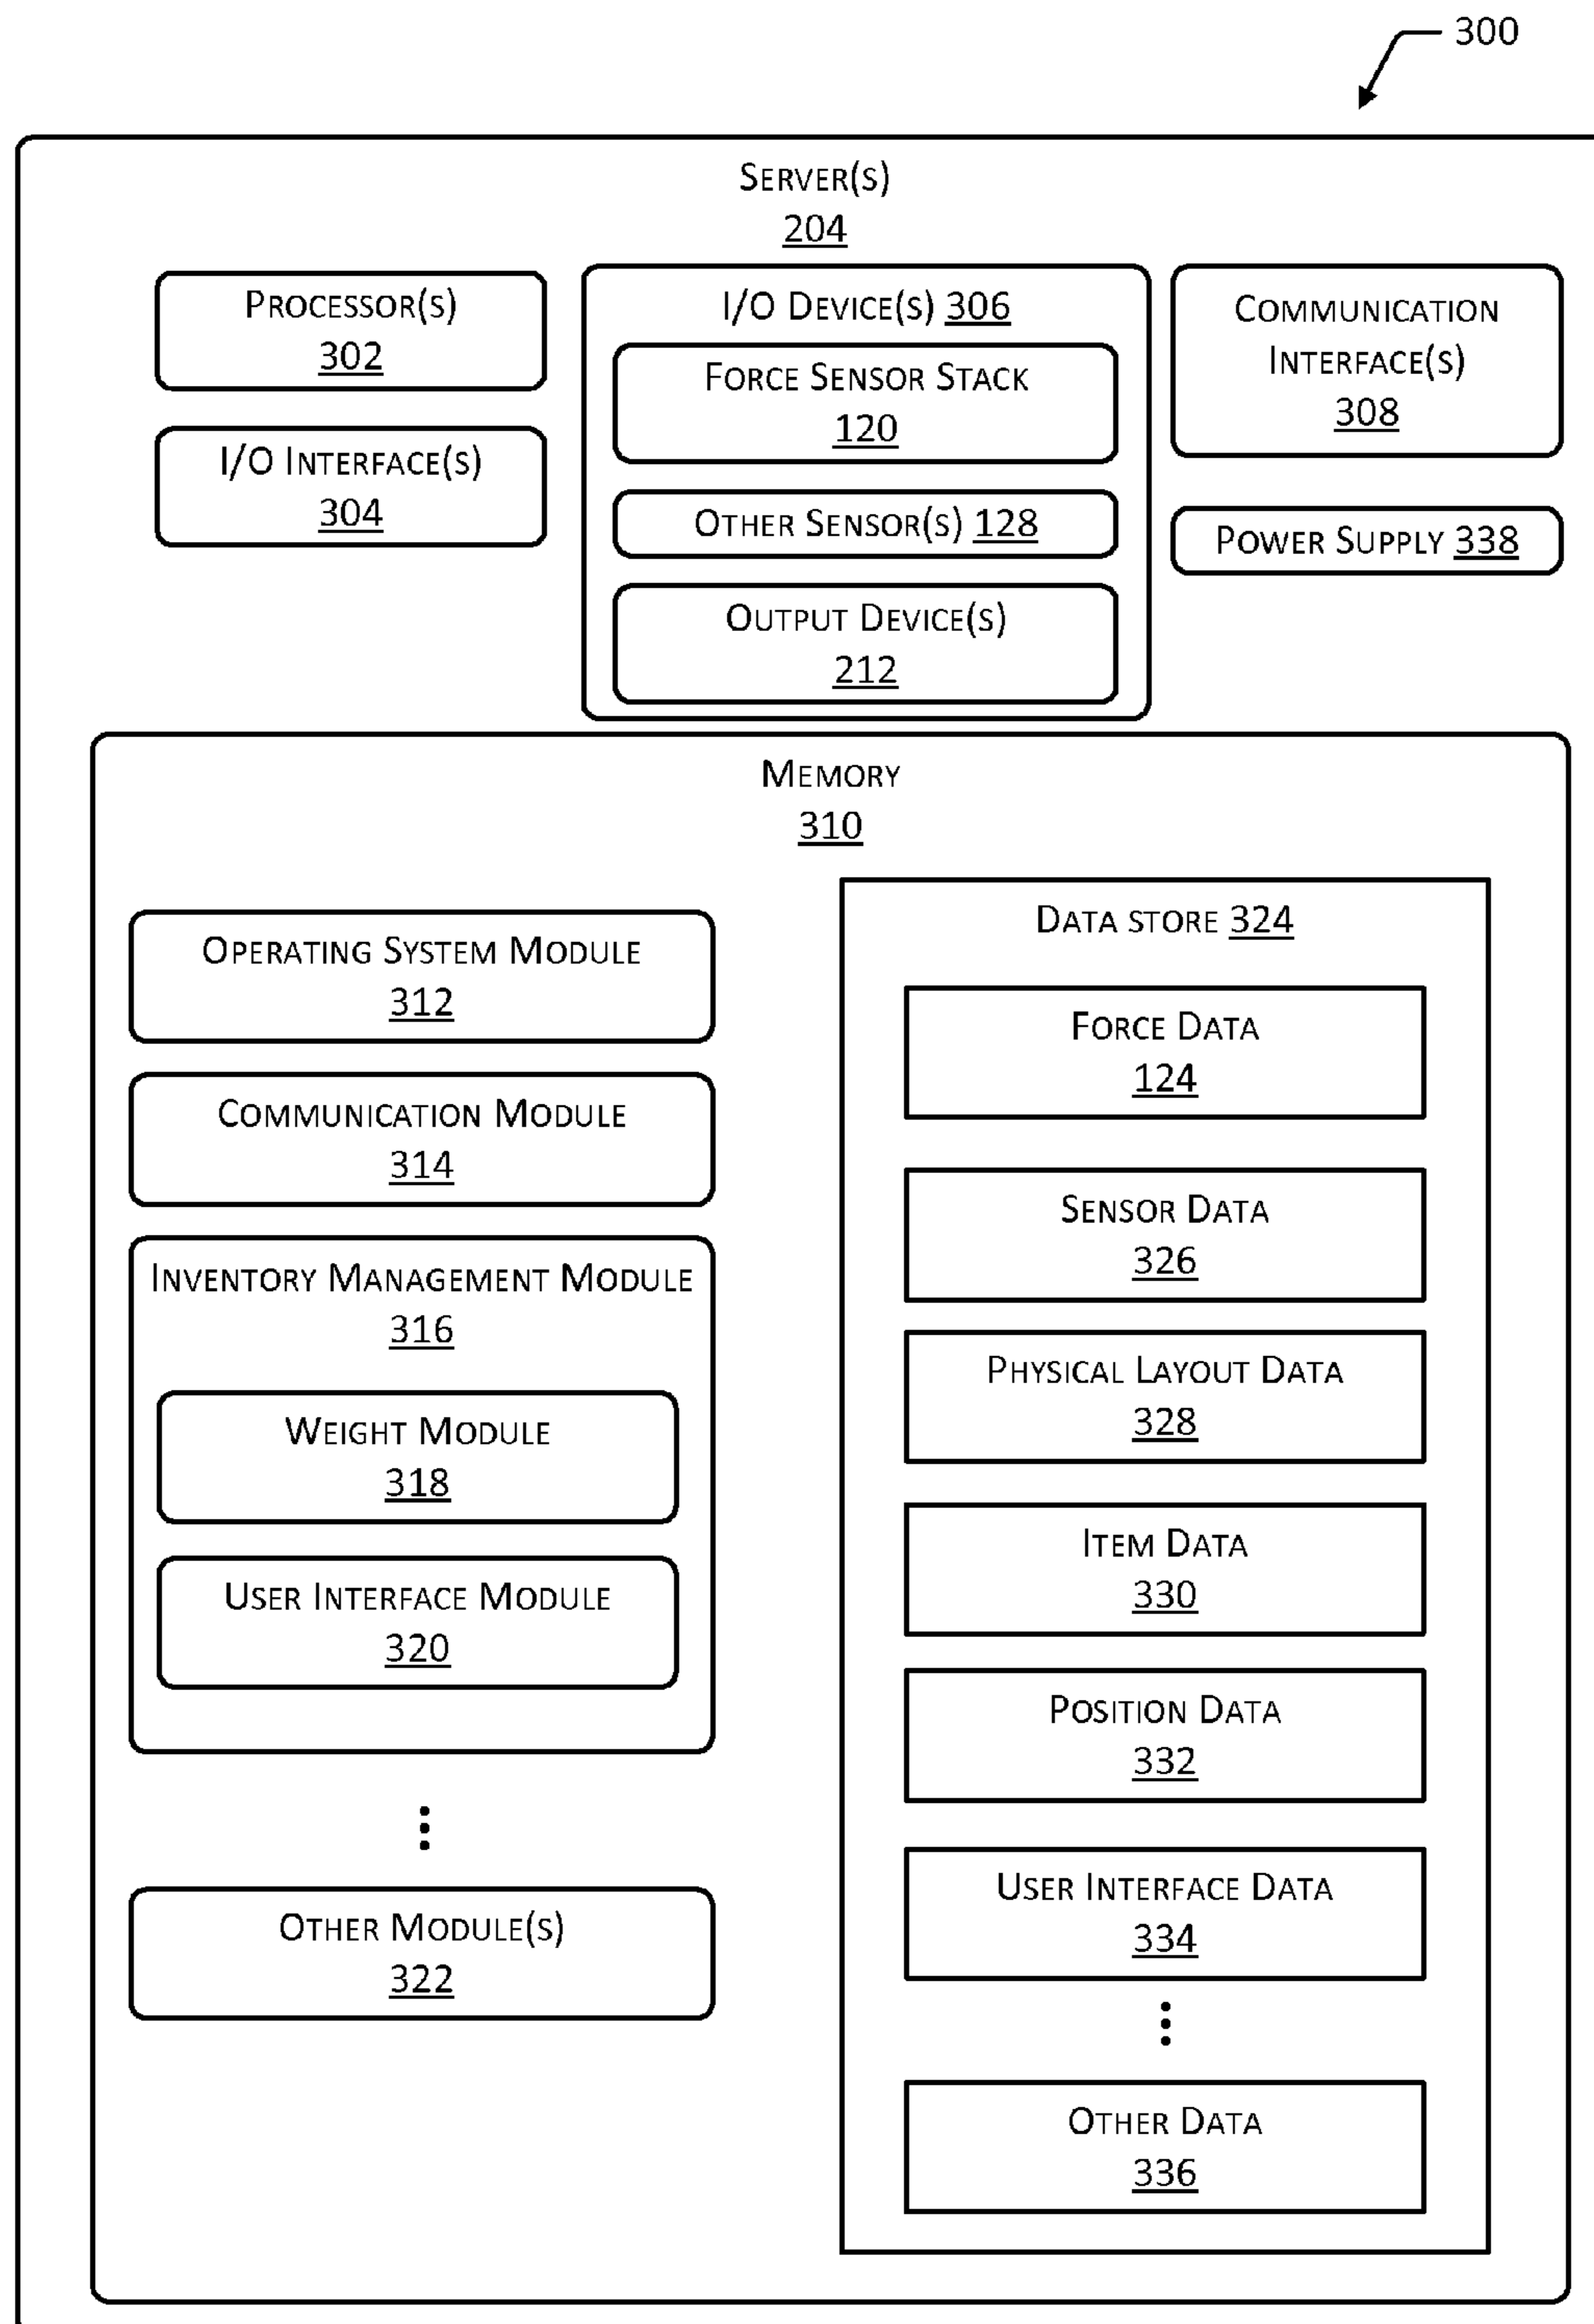 300
Server(s)
204
Processor(s)
302
I/O Interface(s)
304
I/O Device(s) 306
Force Sensor Stack
120
Other Sensor(s) 128
Output Device(s)
212
Communication
Interface(s)
308
Power Supply 338
Memory
310
Operating System Module
312
Communication Module
314
Inventory Management Module
316
Weight Module
318
User Interface Module
320
Other Module(s)
322
Data store 324
Force Data
124
Sensor Data
326
Physical Layout Data
328
Item Data
330
Position Data
332
User Interface Data
334
Other Data
336